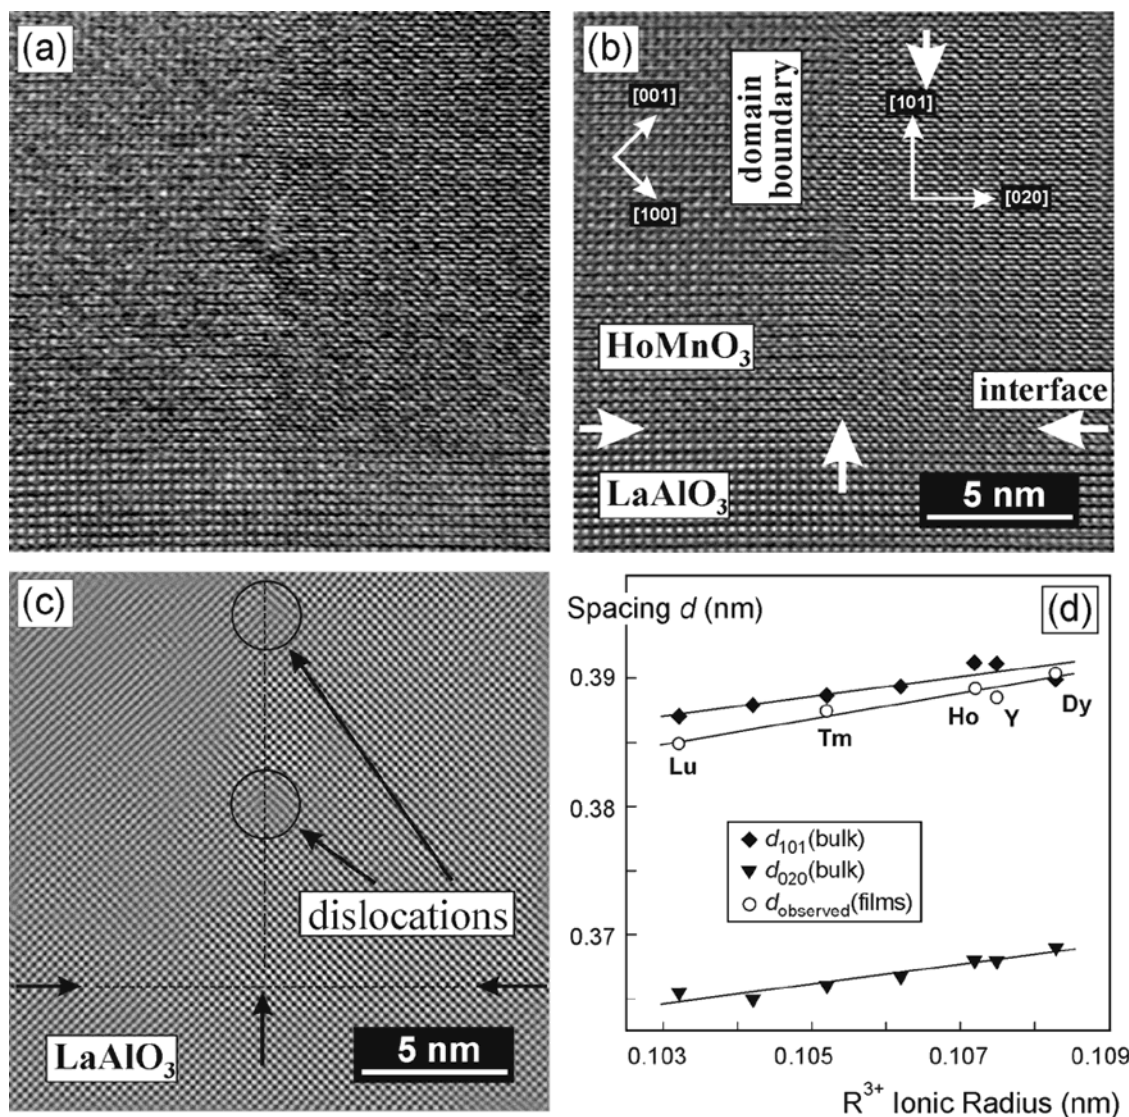 (a)
(b)
[001]
[100]
domain
boundary
[101]
[020]
HoMnO₃
interface
LaAlO₃
5 nm
(c)
dislocations
LaAlO₃
5 nm
(d)
Spacing d (nm)
0.39
0.38
0.37
Lu
Tm
Ho
Y
Dy
d₁₀₁(bulk)
d₀₂₀(bulk)
d_observed(films)
0.103
0.105
0.107
0.109
R³⁺ Ionic Radius (nm)